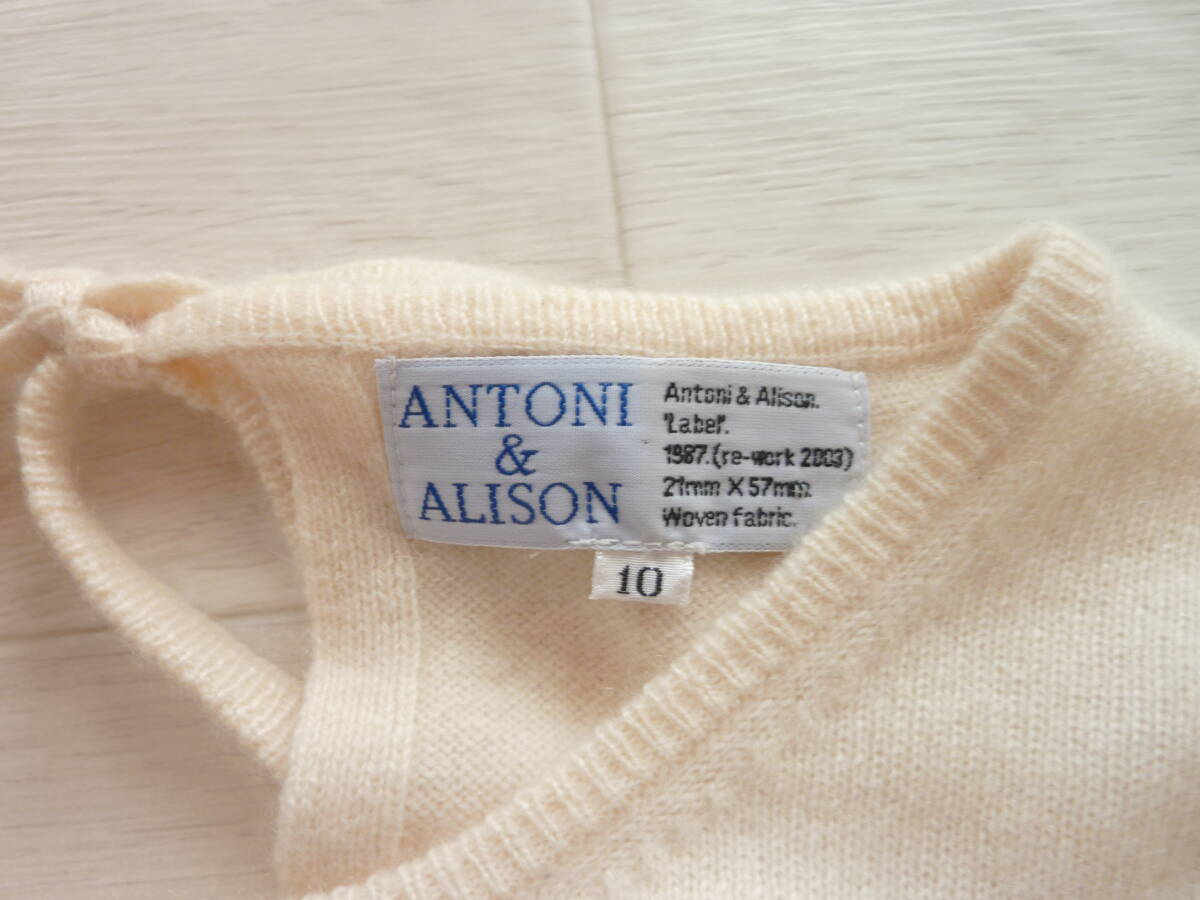 ANTONI
&
ALISON
Antoni & Alison.
"Label".
1987.(re-work 2003)
21mm X 57mm.
Woven fabric.
10